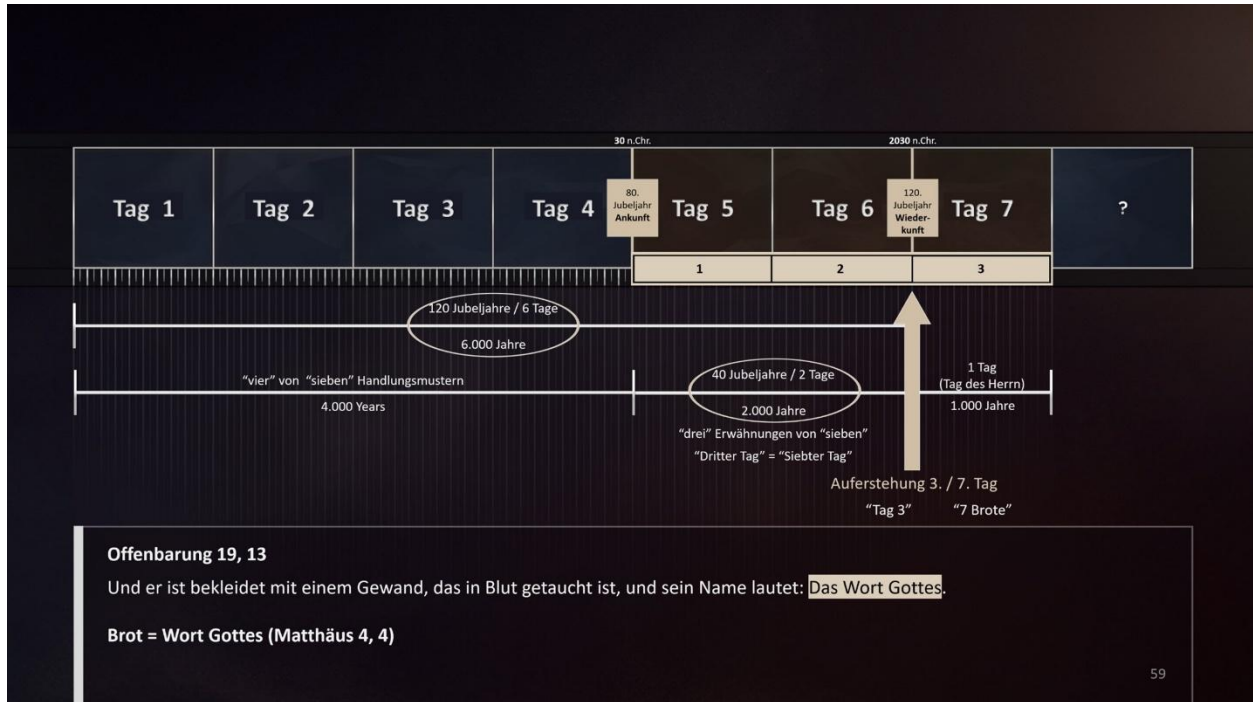 30 n.Chr.
2030 n.Chr.
Tag 1
Tag 2
Tag 3
Tag 4
80.
Jubeljahr
Ankunft
Tag 5
Tag 6
120.
Jubeljahr
Wieder-
kunft
Tag 7
?
1
2
3
120 Jubeljahre / 6 Tage
6.000 Jahre
"vier" von "sieben" Handlungsmustern
4.000 Years
40 Jubeljahre / 2 Tage
2.000 Jahre
"drei" Erwähnungen von "sieben"
"Dritter Tag" = "Siebter Tag"
1 Tag
(Tag des Herrn)
1.000 Jahre
Auferstehung 3. / 7. Tag
"Tag 3"
"7 Brote"
Offenbarung 19, 13
Und er ist bekleidet mit einem Gewand, das in Blut getaucht ist, und sein Name lautet: Das Wort Gottes.
Brot = Wort Gottes (Matthäus 4, 4)
59